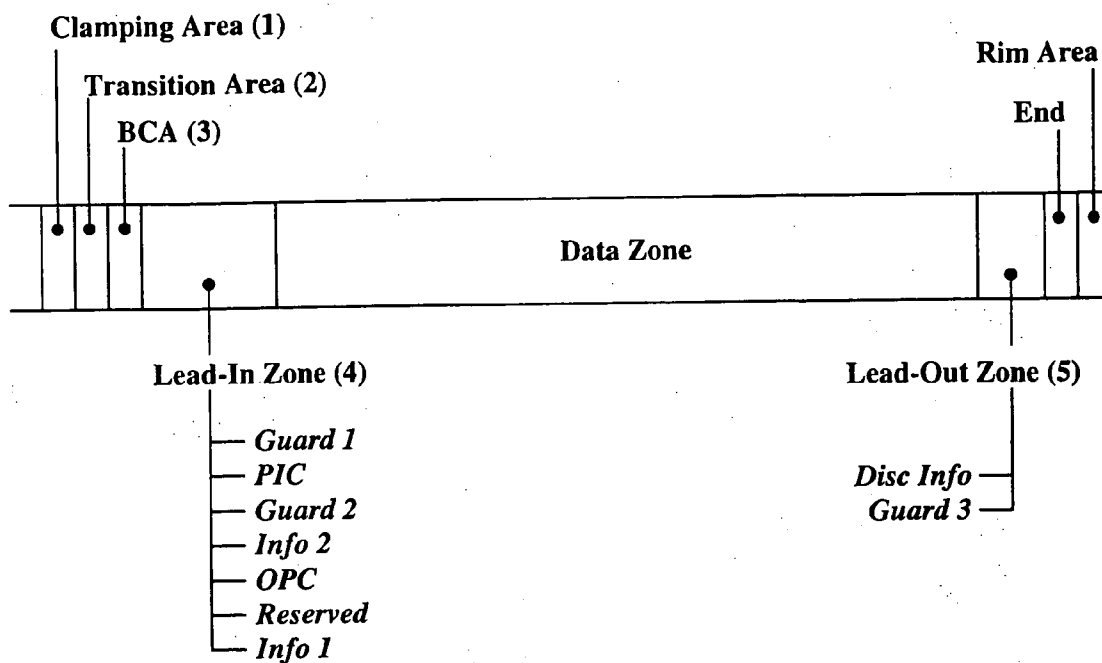 Clamping Area (1)
Transition Area (2)
BCA (3)
Rim Area
End
Data Zone
Lead-In Zone (4)
Guard 1
PIC
Guard 2
Info 2
OPC
Reserved
Info 1
Lead-Out Zone (5)
Disc Info
Guard 3